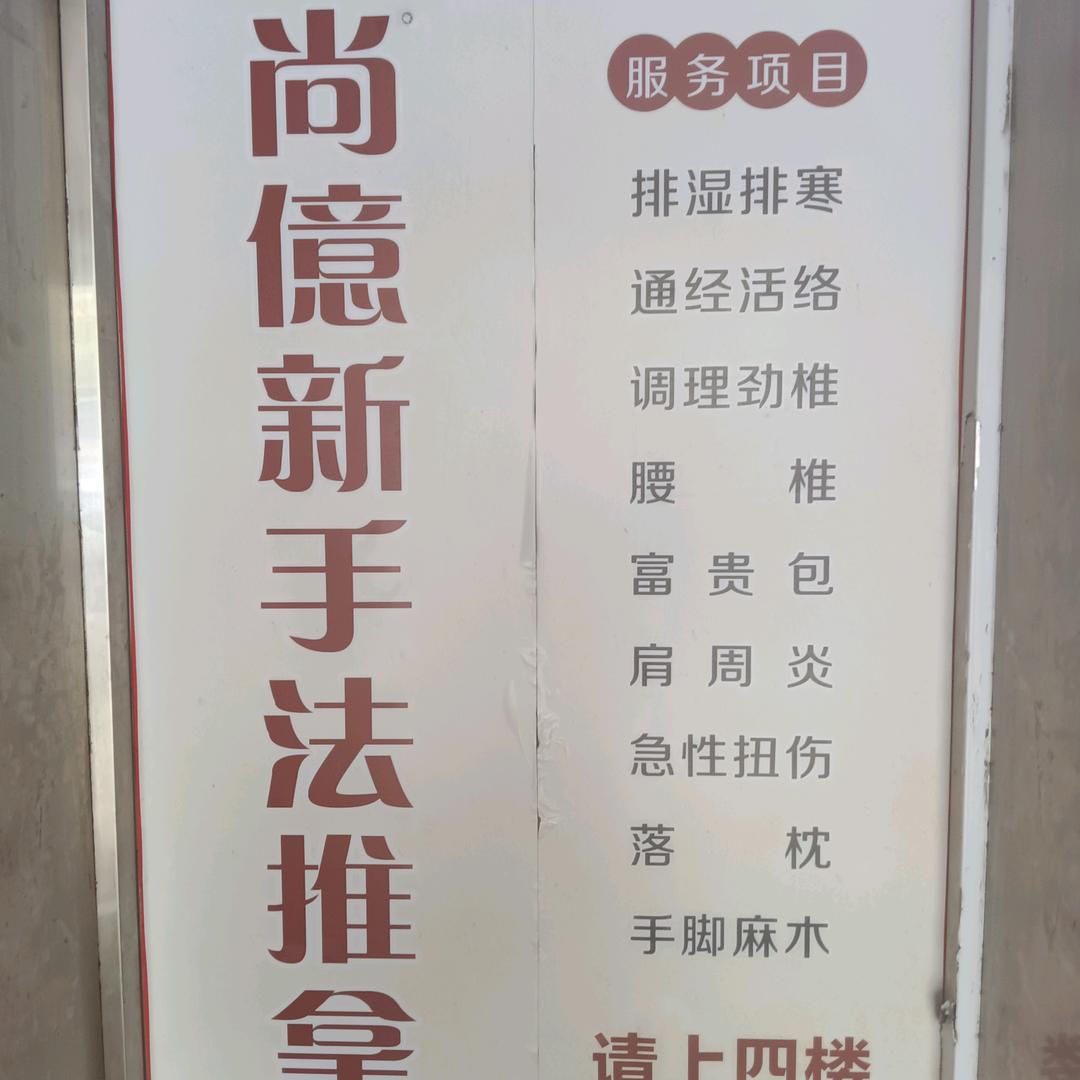 尚億新手法推拿
服务项目
排湿排寒
通经活络
调理劲椎
腰椎
富贵包
肩周炎
急性扭伤
落枕
手脚麻木
请上四楼